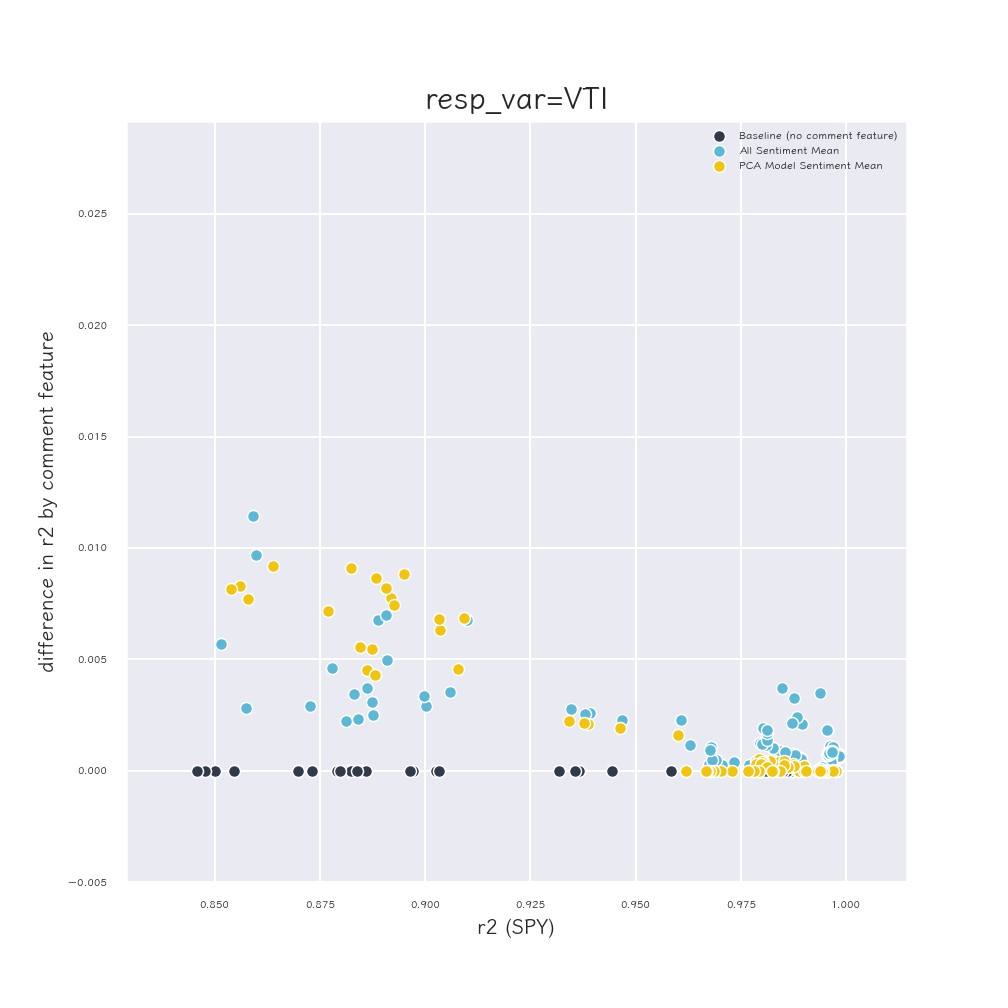 resp_var=VTI
Baseline (no comment feature)
All Sentiment Mean
PCA Model Sentiment Mean
difference in r2 by comment feature
0.025
0.020
0.015
0.010
0.005
0.000
−0.005
0.850 0.875 0.900 0.925 0.950 0.975 1.000
r2 (SPY)